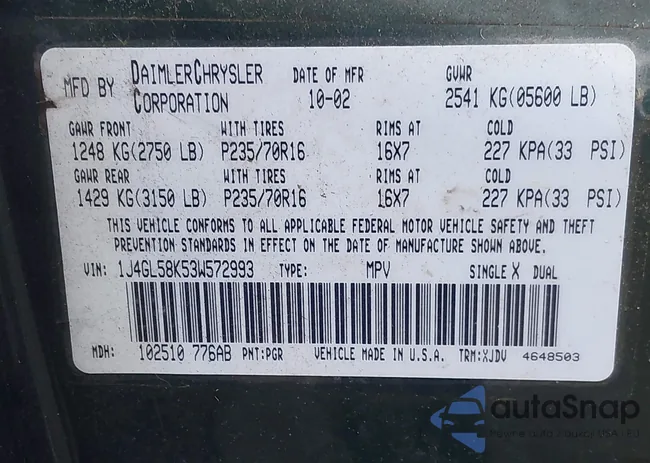 MFD BY DAIMLERCHRYSLER CORPORATION DATE OF MFR 10-02 GVWR 2541 KG(05600 LB)
GAWR FRONT WITH TIRES RIMS AT COLD
1248 KG(2750 LB) P235/70R16 16X7 227 KPA(33 PSI)
GAWR REAR WITH TIRES RIMS AT COLD
1429 KG(3150 LB) P235/70R16 16X7 227 KPA(33 PSI)
THIS VEHICLE CONFORMS TO ALL APPLICABLE FEDERAL MOTOR VEHICLE SAFETY AND THEFT
PREVENTION STANDARDS IN EFFECT ON THE DATE OF MANUFACTURE SHOWN ABOVE.
VIN: 1J4GL58K53W572993 TYPE: MPV SINGLE X DUAL
MDH: 102510 776AB PNT:PGR VEHICLE MADE IN U.S.A. TRM:XJDV 4648503
autoSnap